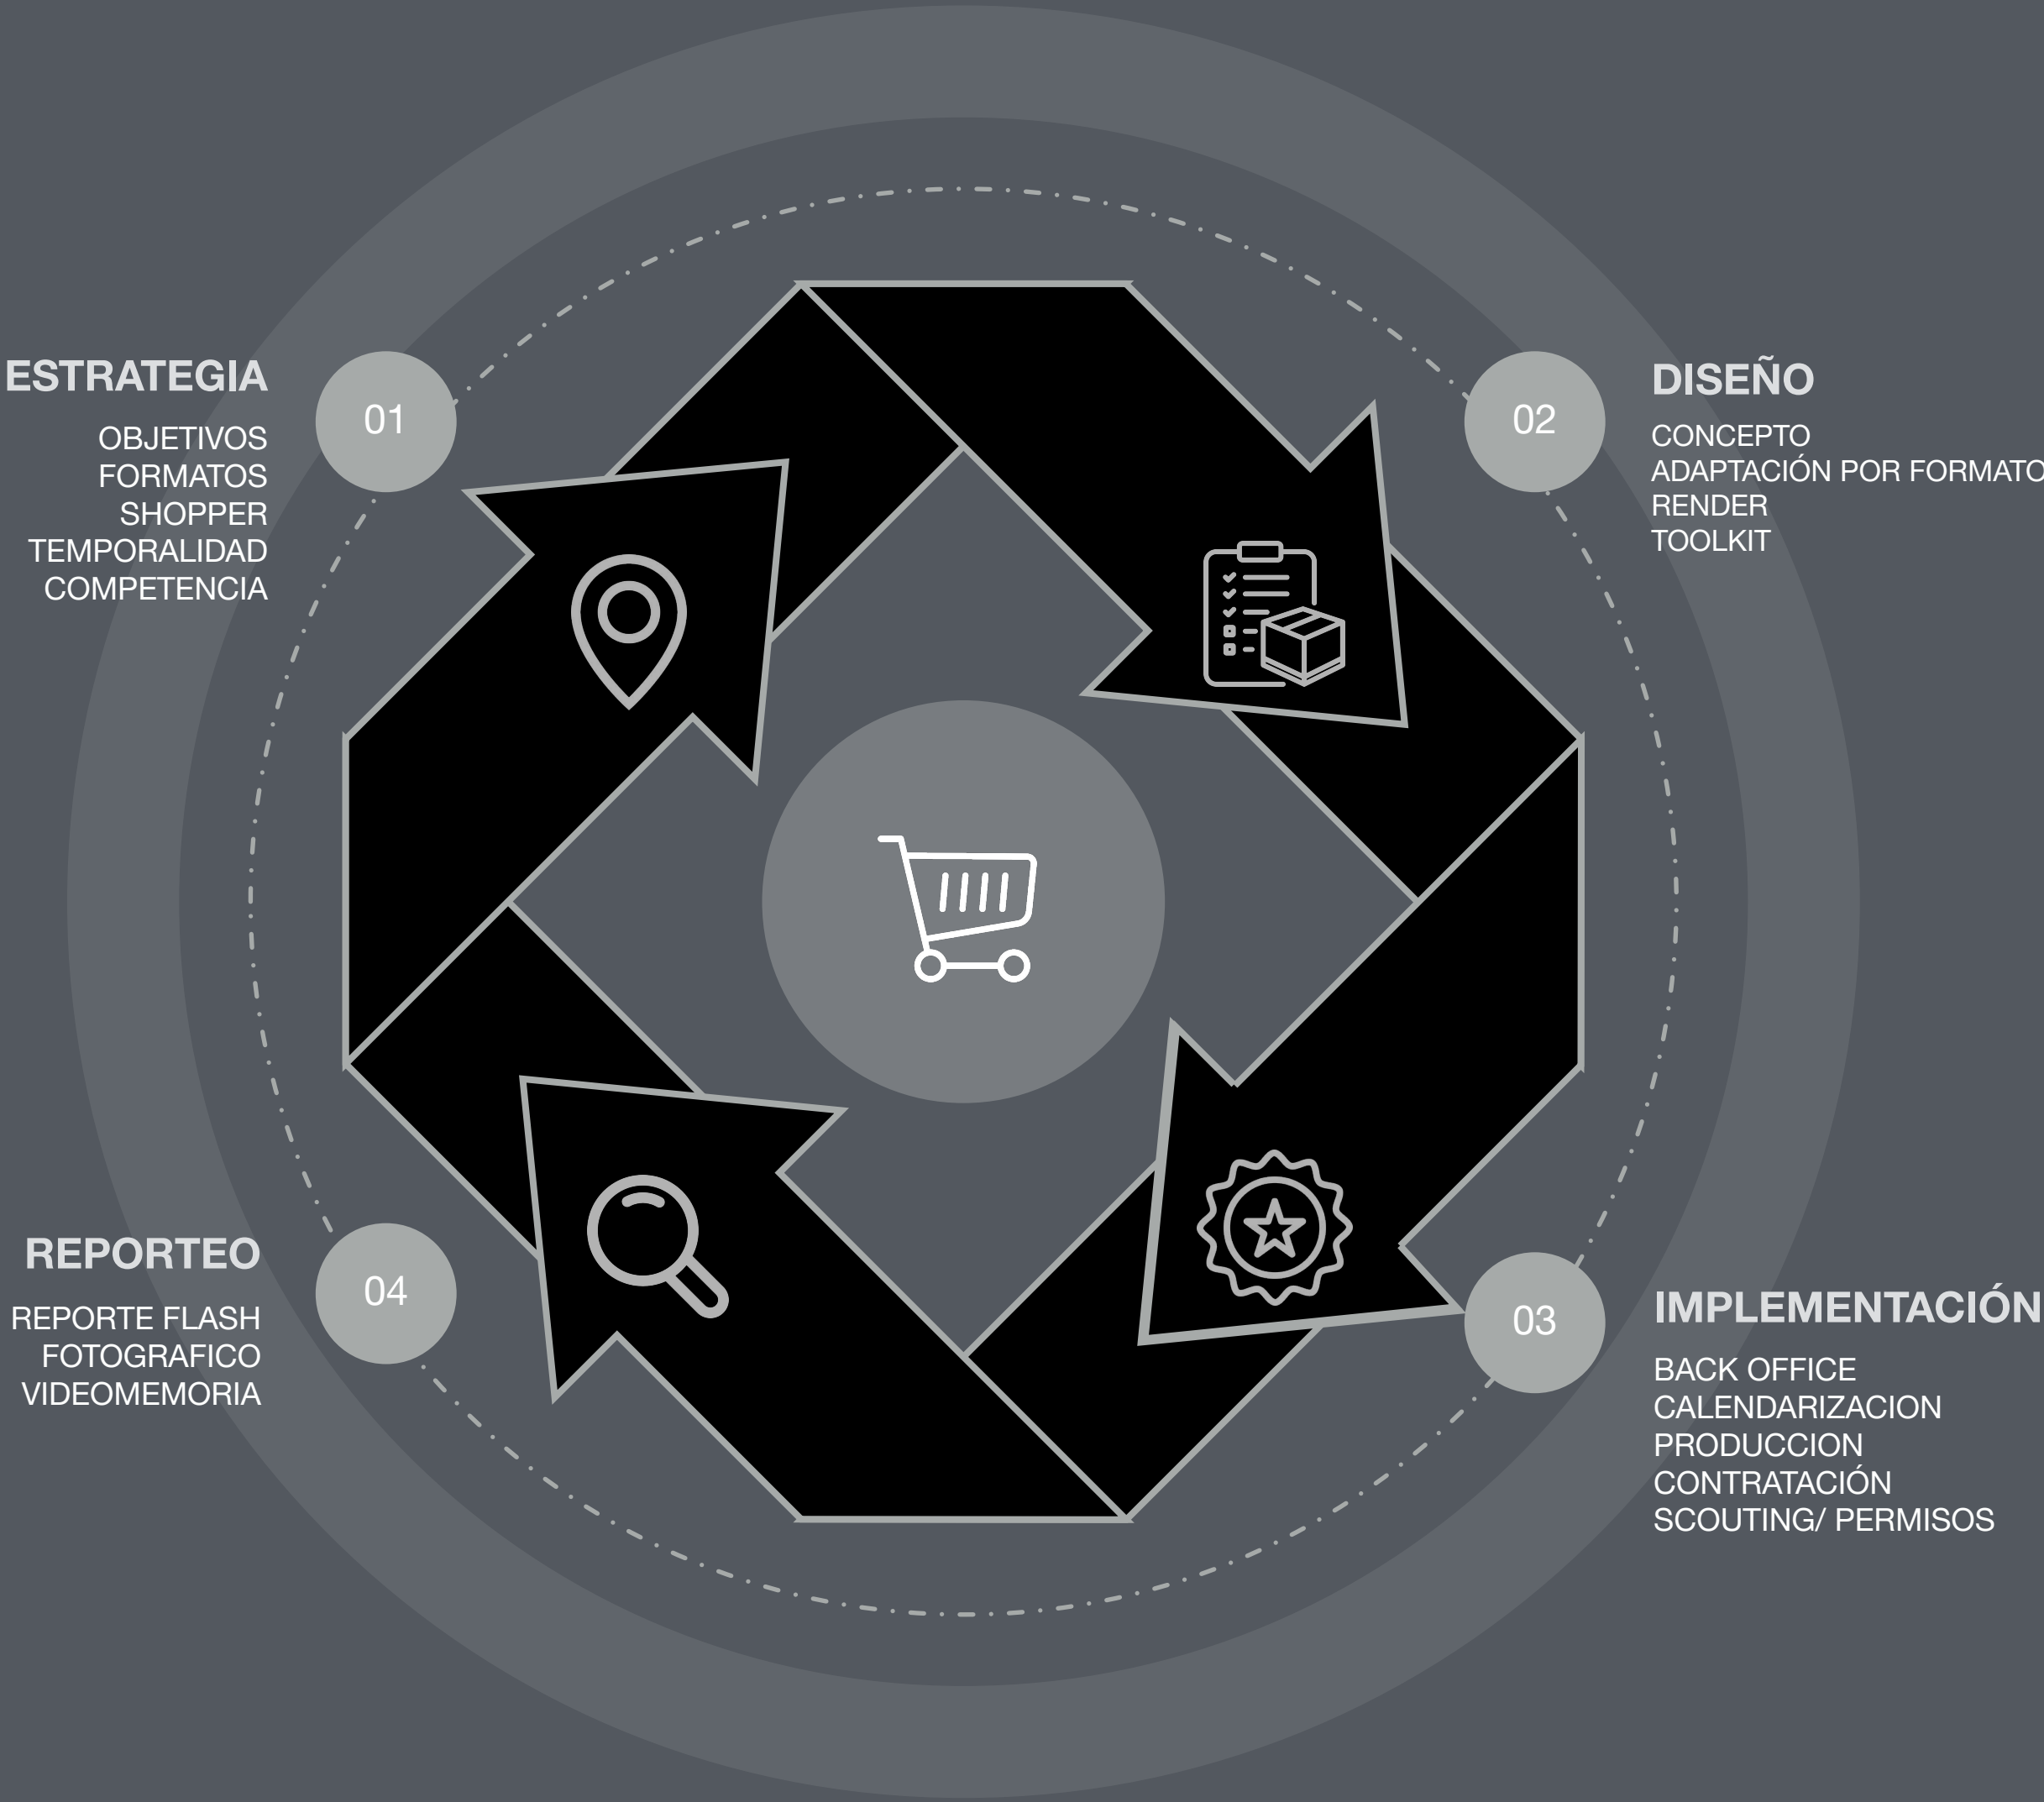 ESTRATEGIA
OBJETIVOS
FORMATOS
SHOPPER
TEMPORALIDAD
COMPETENCIA
01
02
DISEÑO
CONCEPTO
ADAPTACIÓN POR FORMATO
RENDER
TOOLKIT
03
IMPLEMENTACIÓN
BACK OFFICE
CALENDARIZACION
PRODUCCION
CONTRATACIÓN
SCOUTING/ PERMISOS
REPORTEO
REPORTE FLASH
FOTOGRAFICO
VIDEOMEMORIA
04